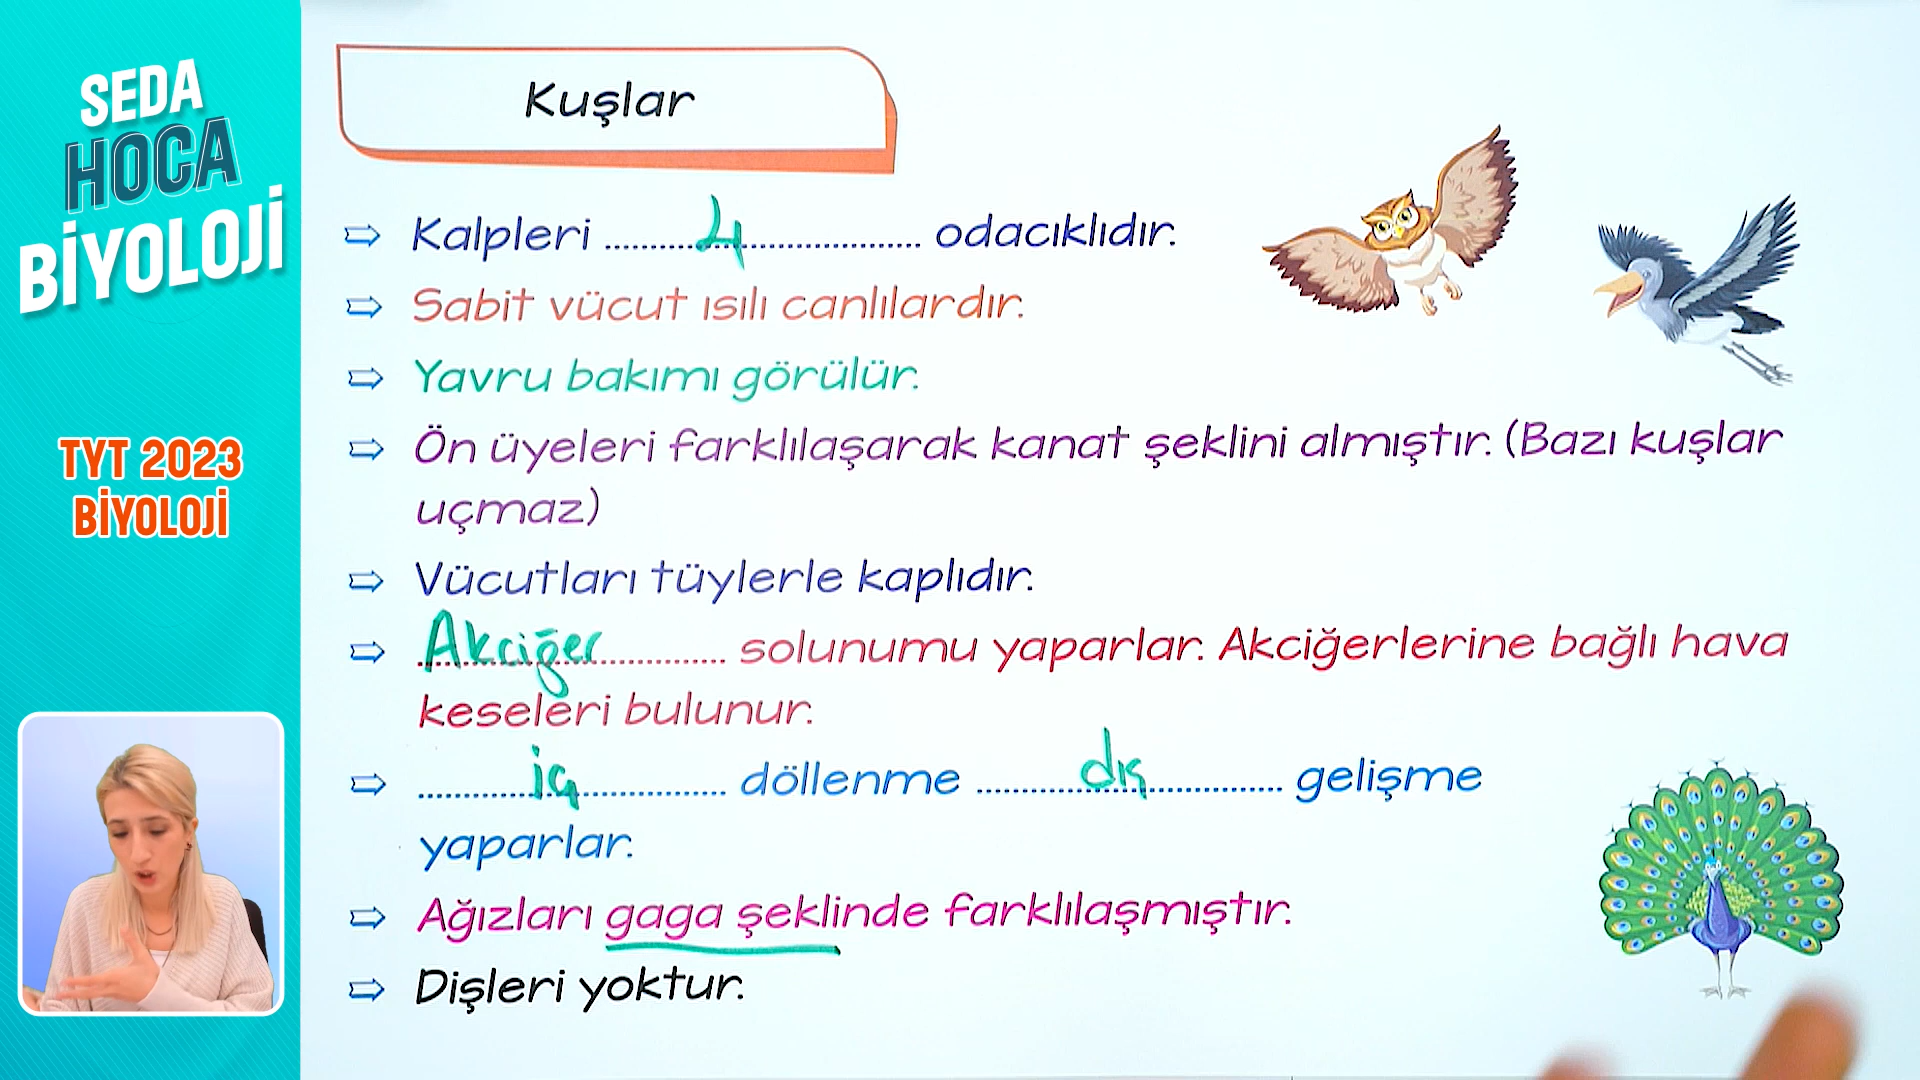 SEDA
HOCA
BİYOLOJİ
TYT 2023
BİYOLOJİ
Kuşlar
⇨ Kalpleri ........4........ odacıklıdır.
⇨ Sabit vücut ısılı canlılardır.
⇨ Yavru bakımı görülür.
⇨ Ön üyeleri farklılaşarak kanat şeklini almıştır. (Bazı kuşlar
uçmaz)
⇨ Vücutları tüylerle kaplıdır.
⇨ Akciğer........ solunumu yaparlar. Akciğerlerine bağlı hava
keseleri bulunur.
⇨ ........iç........ döllenme ........dış........ gelişme
yaparlar.
⇨ Ağızları gaga şeklinde farklılaşmıştır.
⇨ Dişleri yoktur.